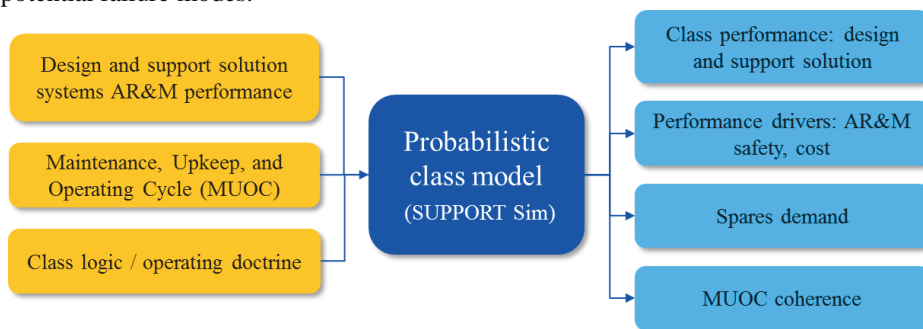 potential failure modes.
Design and support solution
systems AR&M performance
Maintenance, Upkeep, and
Operating Cycle (MUOC)
Class logic / operating doctrine
Probabilistic
class model
(SUPPORT Sim)
Class performance: design
and support solution
Performance drivers: AR&M
safety, cost
Spares demand
MUOC coherence